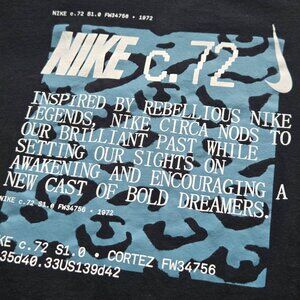 NIKE c.72 S1.0 FW34756 • 1972
NIKE c.72
INSPIRED BY REBELLIOUS NIKE
LEGENDS, NIKE CIRCA NODS TO
OUR BRILLIANT PAST WHILE
SETTING OUR SIGHTS ON
AWAKENING AND ENCOURAGING A
NEW CAST OF BOLD DREAMERS.
NIKE c.72 S1.0 FW34756 • 1972
KE c.72 S1.0 • CORTEZ FW34756
35d40.33US139d42